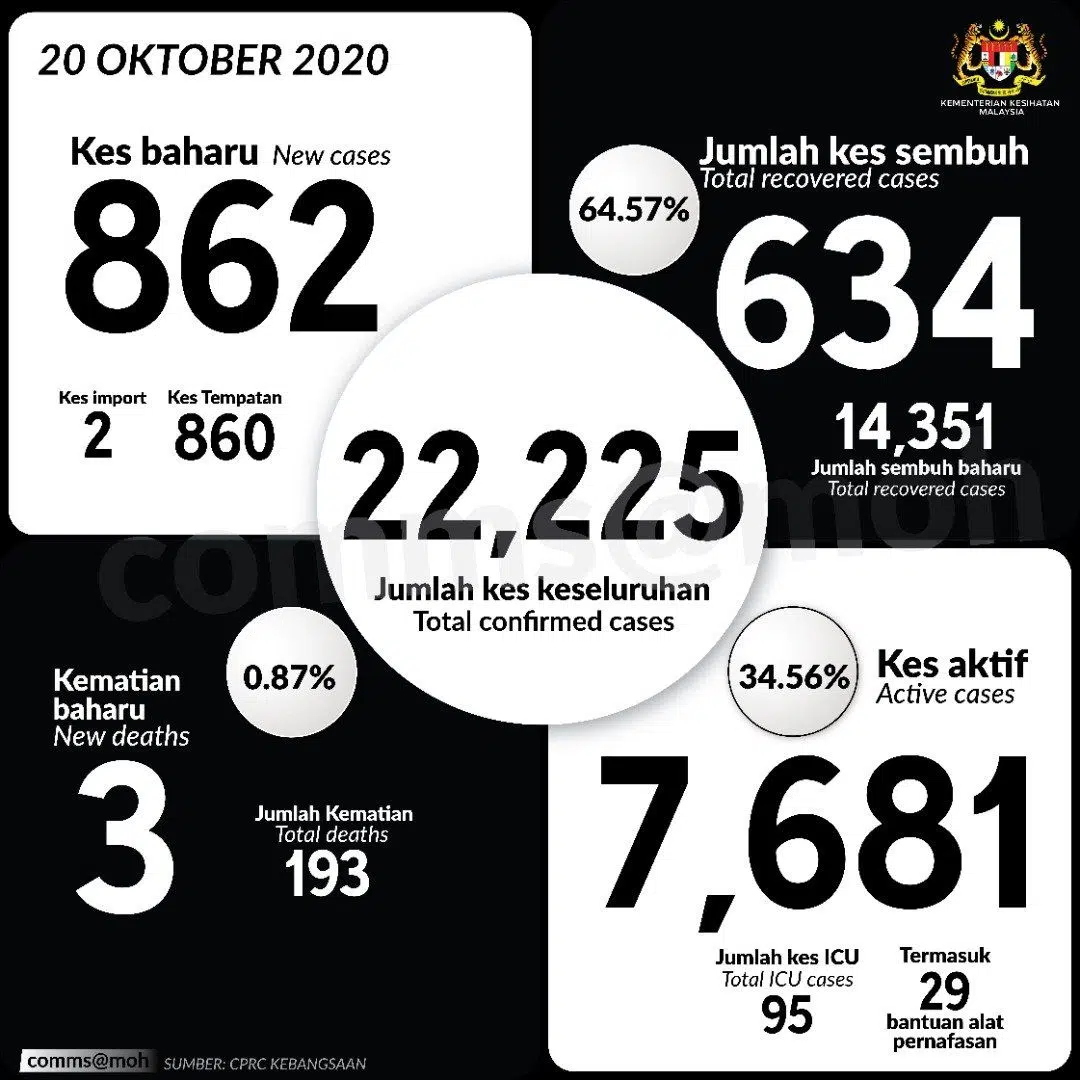 20 OKTOBER 2020
KEMENTERIAN KESIHATAN
MALAYSIA
Kes baharu New cases
862
Kes import
2
Kes Tempatan
860
64.57%
Jumlah kes sembuh
Total recovered cases
634
14,351
Jumlah sembuh baharu
Total recovered cases
22,225
Jumlah kes keseluruhan
Total confirmed cases
comms@moh
Kematian
baharu
New deaths
3
0.87%
Jumlah Kematian
Total deaths
193
34.56%
Kes aktif
Active cases
7,681
Jumlah kes ICU
Total ICU cases
95
Termasuk
29
bantuan alat
pernafasan
comms@moh SUMBER: CPRC KEBANGSAAN